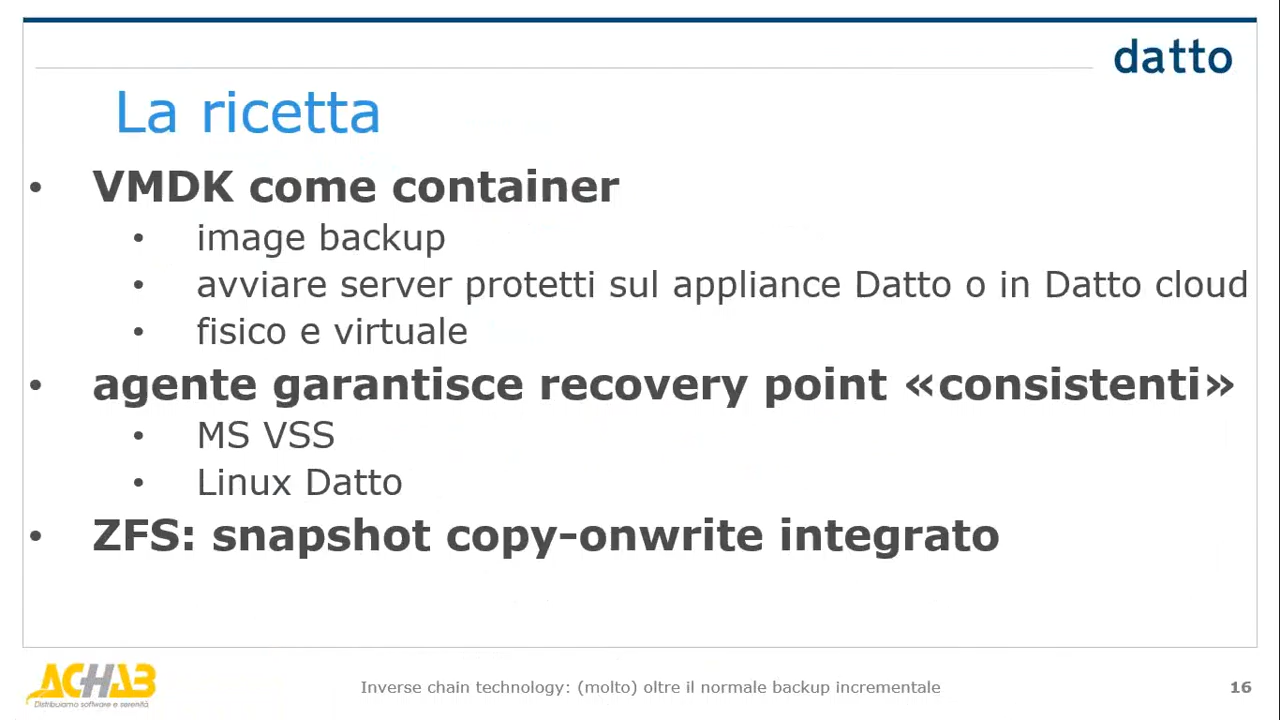 datto
La ricetta
• VMDK come container
• image backup
• avviare server protetti sul appliance Datto o in Datto cloud
• fisico e virtuale
• agente garantisce recovery point «consistenti»
• MS VSS
• Linux Datto
• ZFS: snapshot copy-onwrite integrato
ACHAB
Distribuiamo software e serenità
Inverse chain technology: (molto) oltre il normale backup incrementale
16